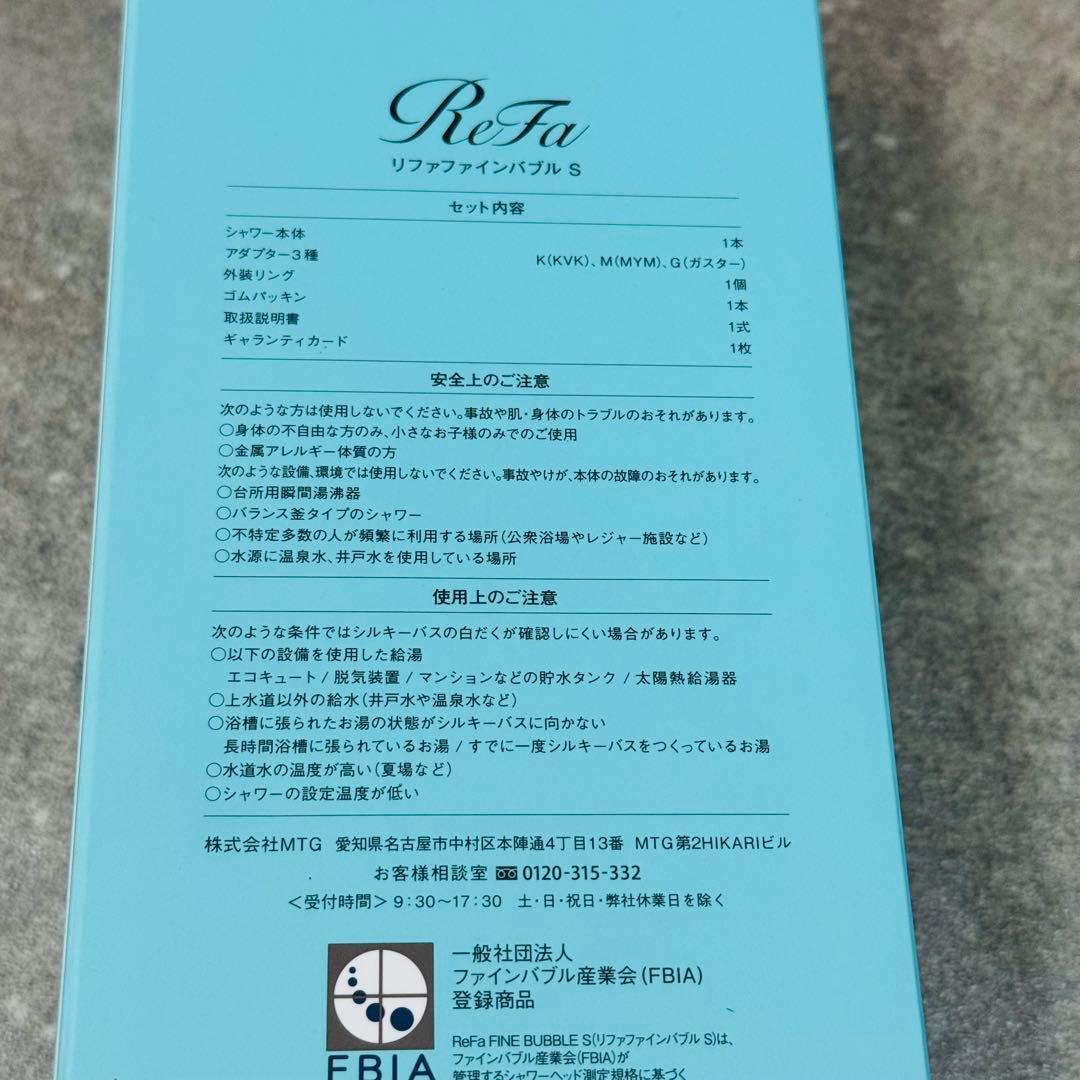 ReFa
リファファインバブル S
セット内容
シャワー本体 1本
アダプター3種 K(KVK)、M(MYM)、G(ガスター)
外装リング 1個
ゴムパッキン 1本
取扱説明書 1式
ギャランティカード 1枚
安全上のご注意
次のような方は使用しないでください。事故や肌・身体のトラブルのおそれがあります。
○身体の不自由な方のみ、小さなお子様のみでのご使用
○金属アレルギー体質の方
次のような設備、環境では使用しないでください。事故やけが、本体の故障のおそれがあります。
○台所用瞬間湯沸器
○バランス釜タイプのシャワー
○不特定多数の人が頻繁に利用する場所(公衆浴場やレジャー施設など)
○水源に温泉水、井戸水を使用している場所
使用上のご注意
次のような条件ではシルキーバスの白だくが確認しにくい場合があります。
○以下の設備を使用した給湯
エコキュート / 脱気装置 / マンションなどの貯水タンク / 太陽熱給湯器
○上水道以外の給水(井戸水や温泉水など)
○浴槽に張られたお湯の状態がシルキーバスに向かない
長時間浴槽に張られているお湯 / すでに一度シルキーバスをつくっているお湯
○水道水の温度が高い(夏場など)
○シャワーの設定温度が低い
株式会社MTG 愛知県名古屋市中村区本陣通4丁目13番 MTG第2HIKARIビル
お客様相談室 0120-315-332
<受付時間> 9:30〜17:30 土・日・祝日・弊社休業日を除く
一般社団法人
ファインバブル産業会(FBIA)
登録商品
FBIA
ReFa FINE BUBBLE S(リファファインバブル S)は、
ファインバブル産業会(FBIA)が
管理するシャワーヘッド測定規格に基づく